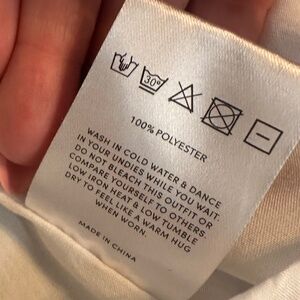 30°
100% POLYESTER
WASH IN COLD WATER & DANCE
IN YOUR UNDIES WHILE YOU WAIT.
DO NOT BLEACH THIS OUTFIT OR
COMPARE YOURSELF TO OTHERS.
LOW IRON HEAT & LOW TUMBLE
DRY TO FEEL LIKE A WARM HUG
WHEN WORN.
MADE IN CHINA